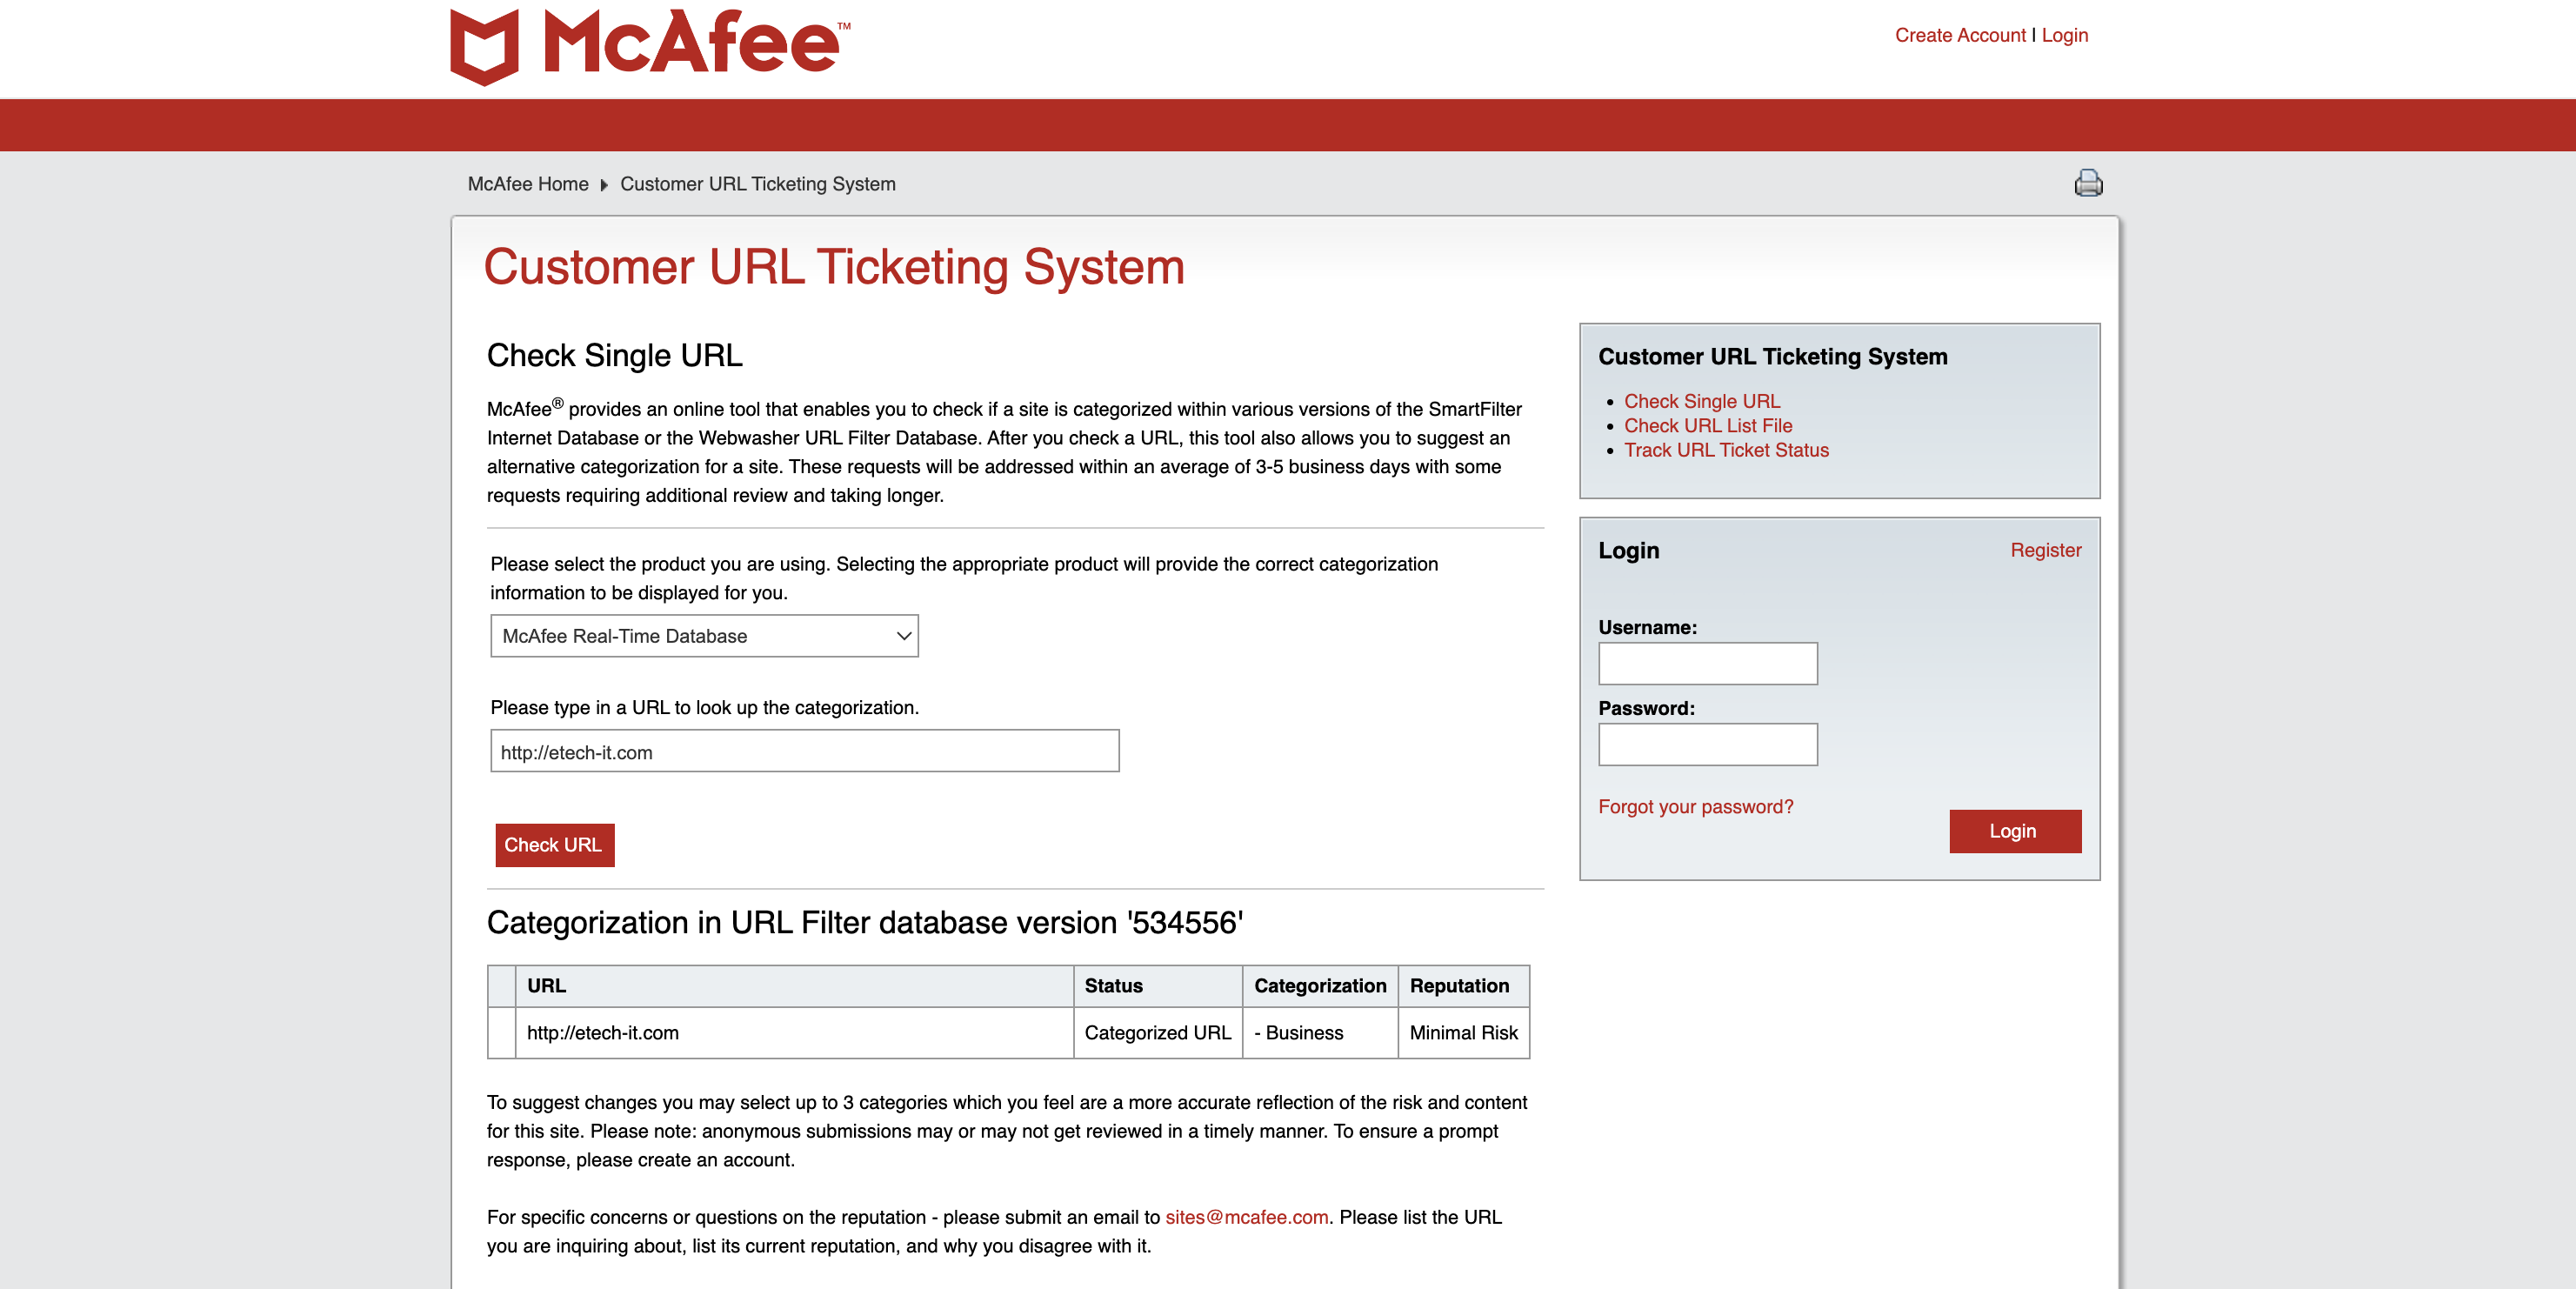 McAfee™
Create Account | Login
McAfee Home Customer URL Ticketing System
Customer URL Ticketing System
Check Single URL
McAfee® provides an online tool that enables you to check if a site is categorized within various versions of the SmartFilter
Internet Database or the Webwasher URL Filter Database. After you check a URL, this tool also allows you to suggest an
alternative categorization for a site. These requests will be addressed within an average of 3-5 business days with some
requests requiring additional review and taking longer.
Please select the product you are using. Selecting the appropriate product will provide the correct categorization
information to be displayed for you.
McAfee Real-Time Database
Please type in a URL to look up the categorization.
http://etech-it.com
Check URL
Categorization in URL Filter database version '534556'
URL Status Categorization Reputation
http://etech-it.com Categorized URL - Business Minimal Risk
To suggest changes you may select up to 3 categories which you feel are a more accurate reflection of the risk and content
for this site. Please note: anonymous submissions may or may not get reviewed in a timely manner. To ensure a prompt
response, please create an account.
For specific concerns or questions on the reputation - please submit an email to sites@mcafee.com. Please list the URL
you are inquiring about, list its current reputation, and why you disagree with it.
Customer URL Ticketing System
Check Single URL
Check URL List File
Track URL Ticket Status
Login Register
Username:
Password:
Forgot your password?
Login